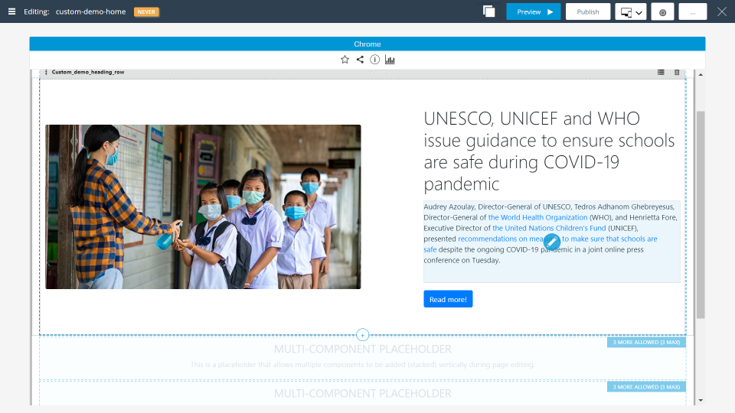 Editing: custom-demo-home NEVER Preview Publish ...
Chrome
Custom_demo_heading_row
UNESCO, UNICEF and WHO
issue guidance to ensure schools
are safe during COVID-19
pandemic
Audrey Azoulay, Director-General of UNESCO, Tedros Adhanom Ghebreyesus,
Director-General of the World Health Organization (WHO), and Henrietta Fore,
Executive Director of the United Nations Children's Fund (UNICEF),
presented recommendations on to make sure that schools are
safe despite the ongoing COVID-19 pandemic in a joint online press
conference on Tuesday.
Read more!
3 MORE ALLOWED (3 MAX)
MULTI-COMPONENT PLACEHOLDER
This is a placeholder that allows multiple components to be added (stacked) vertically during page editing.
3 MORE ALLOWED (3 MAX)
MULTI-COMPONENT PLACEHOLDER